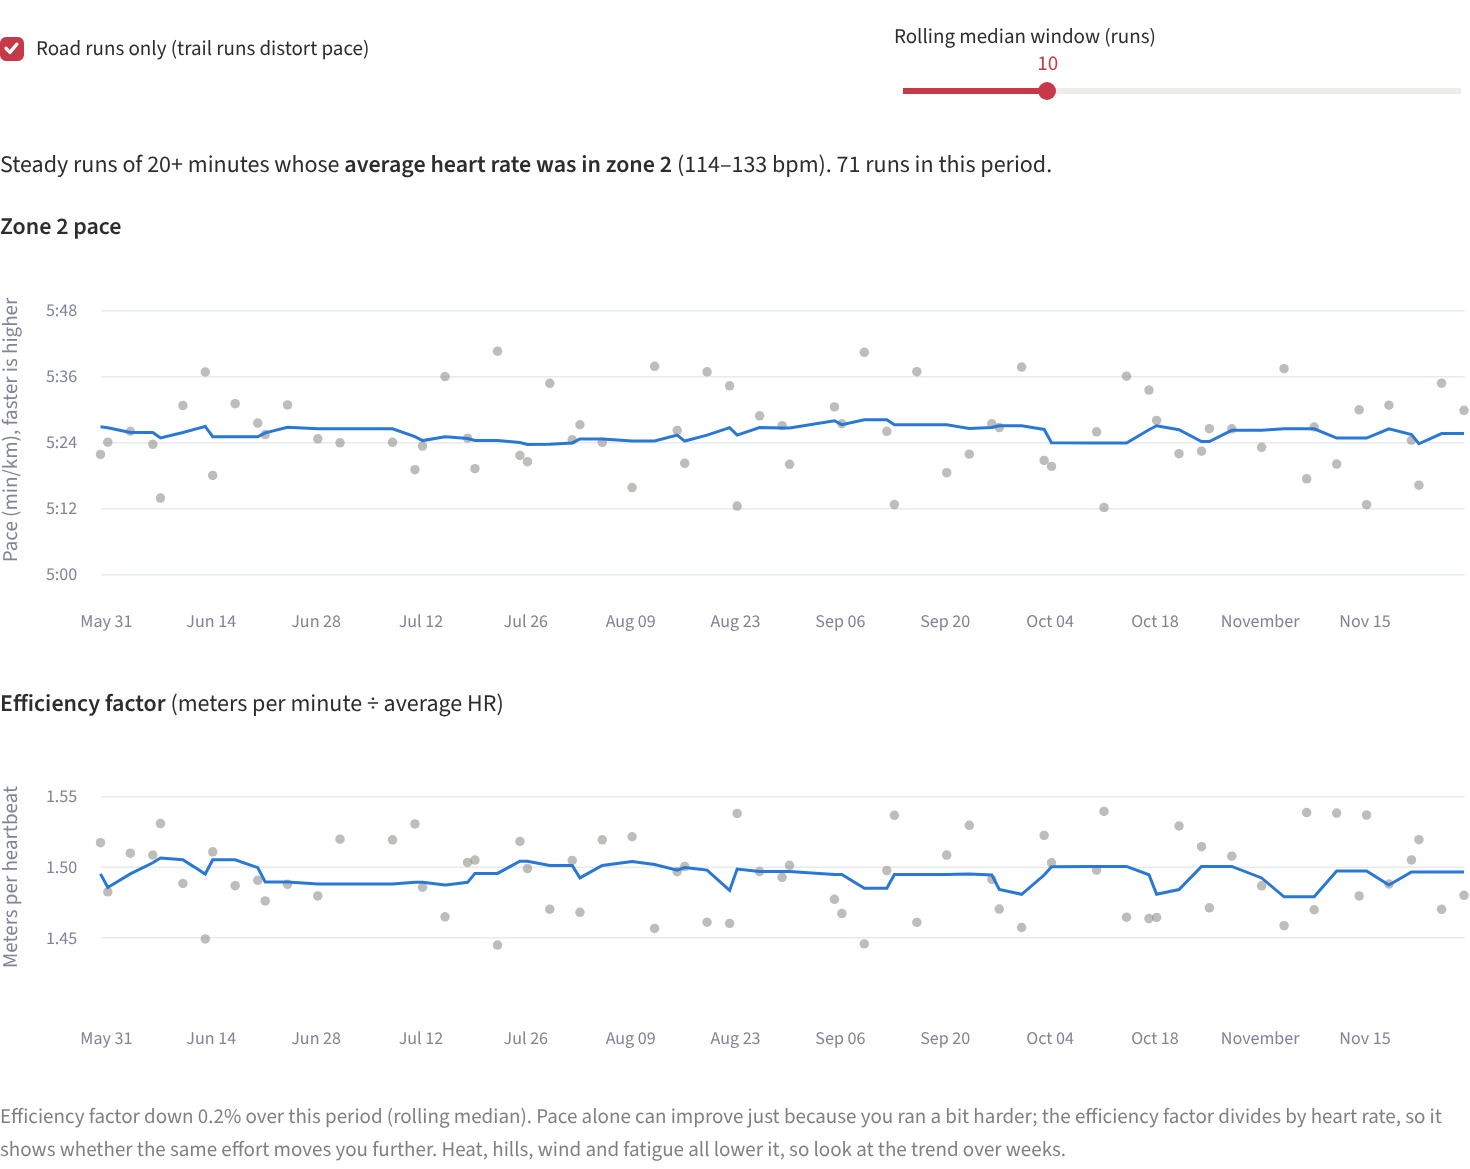 Road runs only (trail runs distort pace)
Rolling median window (runs)
10
Steady runs of 20+ minutes whose average heart rate was in zone 2 (114–133 bpm). 71 runs in this period.
Zone 2 pace
Pace (min/km), faster is higher
5:48
5:36
5:24
5:12
5:00
May 31 Jun 14 Jun 28 Jul 12 Jul 26 Aug 09 Aug 23 Sep 06 Sep 20 Oct 04 Oct 18 November Nov 15
Efficiency factor (meters per minute ÷ average HR)
Meters per heartbeat
1.55
1.50
1.45
May 31 Jun 14 Jun 28 Jul 12 Jul 26 Aug 09 Aug 23 Sep 06 Sep 20 Oct 04 Oct 18 November Nov 15
Efficiency factor down 0.2% over this period (rolling median). Pace alone can improve just because you ran a bit harder; the efficiency factor divides by heart rate, so it
shows whether the same effort moves you further. Heat, hills, wind and fatigue all lower it, so look at the trend over weeks.